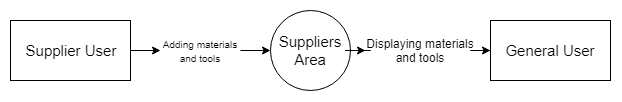 Supplier User
Adding materials
and tools
Suppliers
Area
Displaying materials
and tools
General User